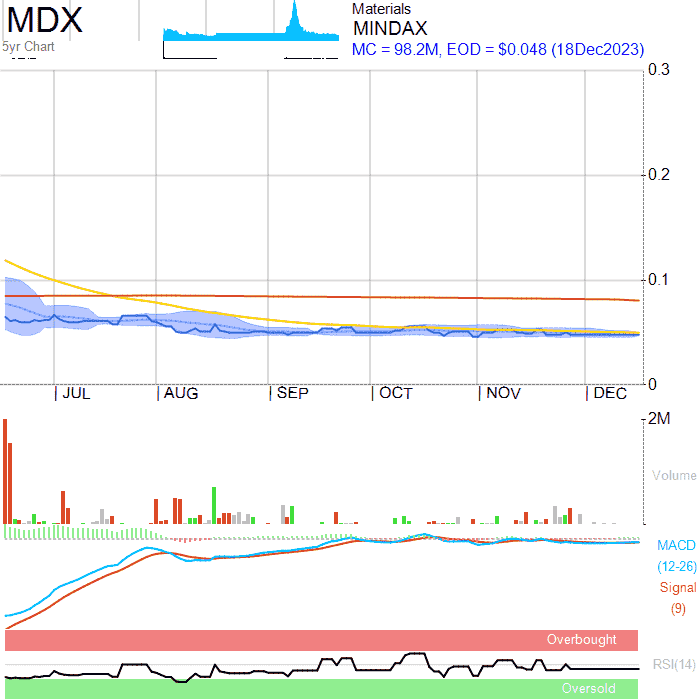 MDX
5yr Chart
Materials
MINDAX
MC = 98.2M, EOD = $0.048 (18Dec2023)
0.3
0.2
0.1
0
JUL AUG SEP OCT NOV DEC
2M
Volume
MACD
(12-26)
Signal
(9)
Overbought
RSI(14)
Oversold